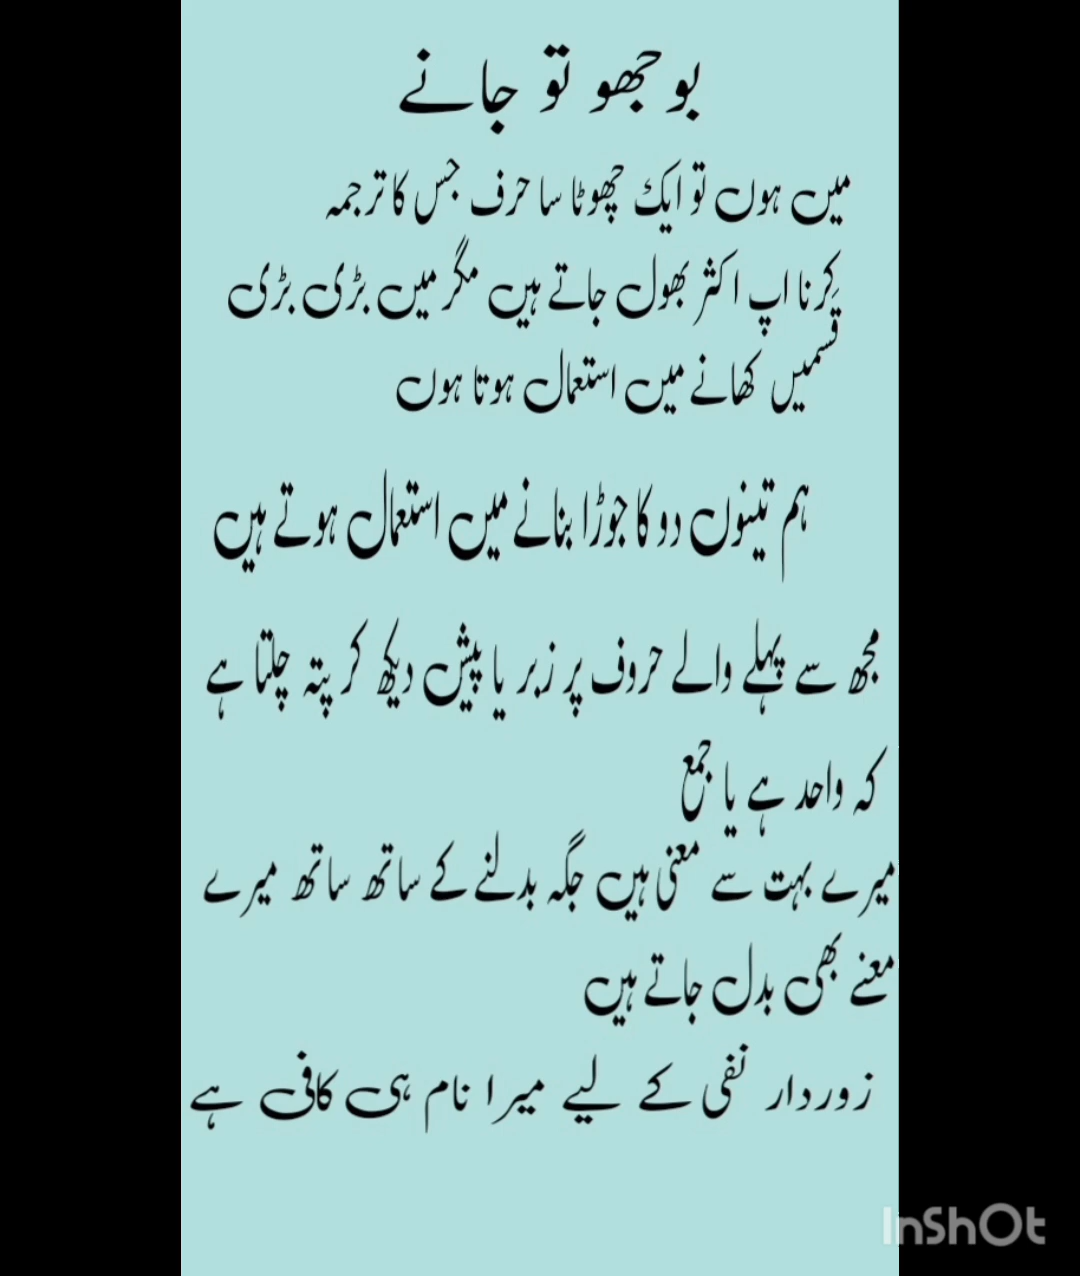 بوجھو تو جانے
میں ہوں تو ایک چھوٹا سا حرف جس کا ترجمہ
کرنا اپ اکثر بھول جاتے ہیں مگر میں بڑی بڑی
قسمیں کھانے میں استعمال ہوتا ہوں
ہم تینوں دو کا جوڑا بنانے میں استعمال ہوتے ہیں
مجھ سے پہلے والے حروف پر زبر یا پیش دیکھ کر پتہ چلتا ہے
کہ واحد ہے یا جمع
میرے بہت سے معنی ہیں جگہ بدلنے کے ساتھ ساتھ میرے
معنے بھی بدل جاتے ہیں
زوردار نفی کے لیے میرا نام ہی کافی ہے
InShOt